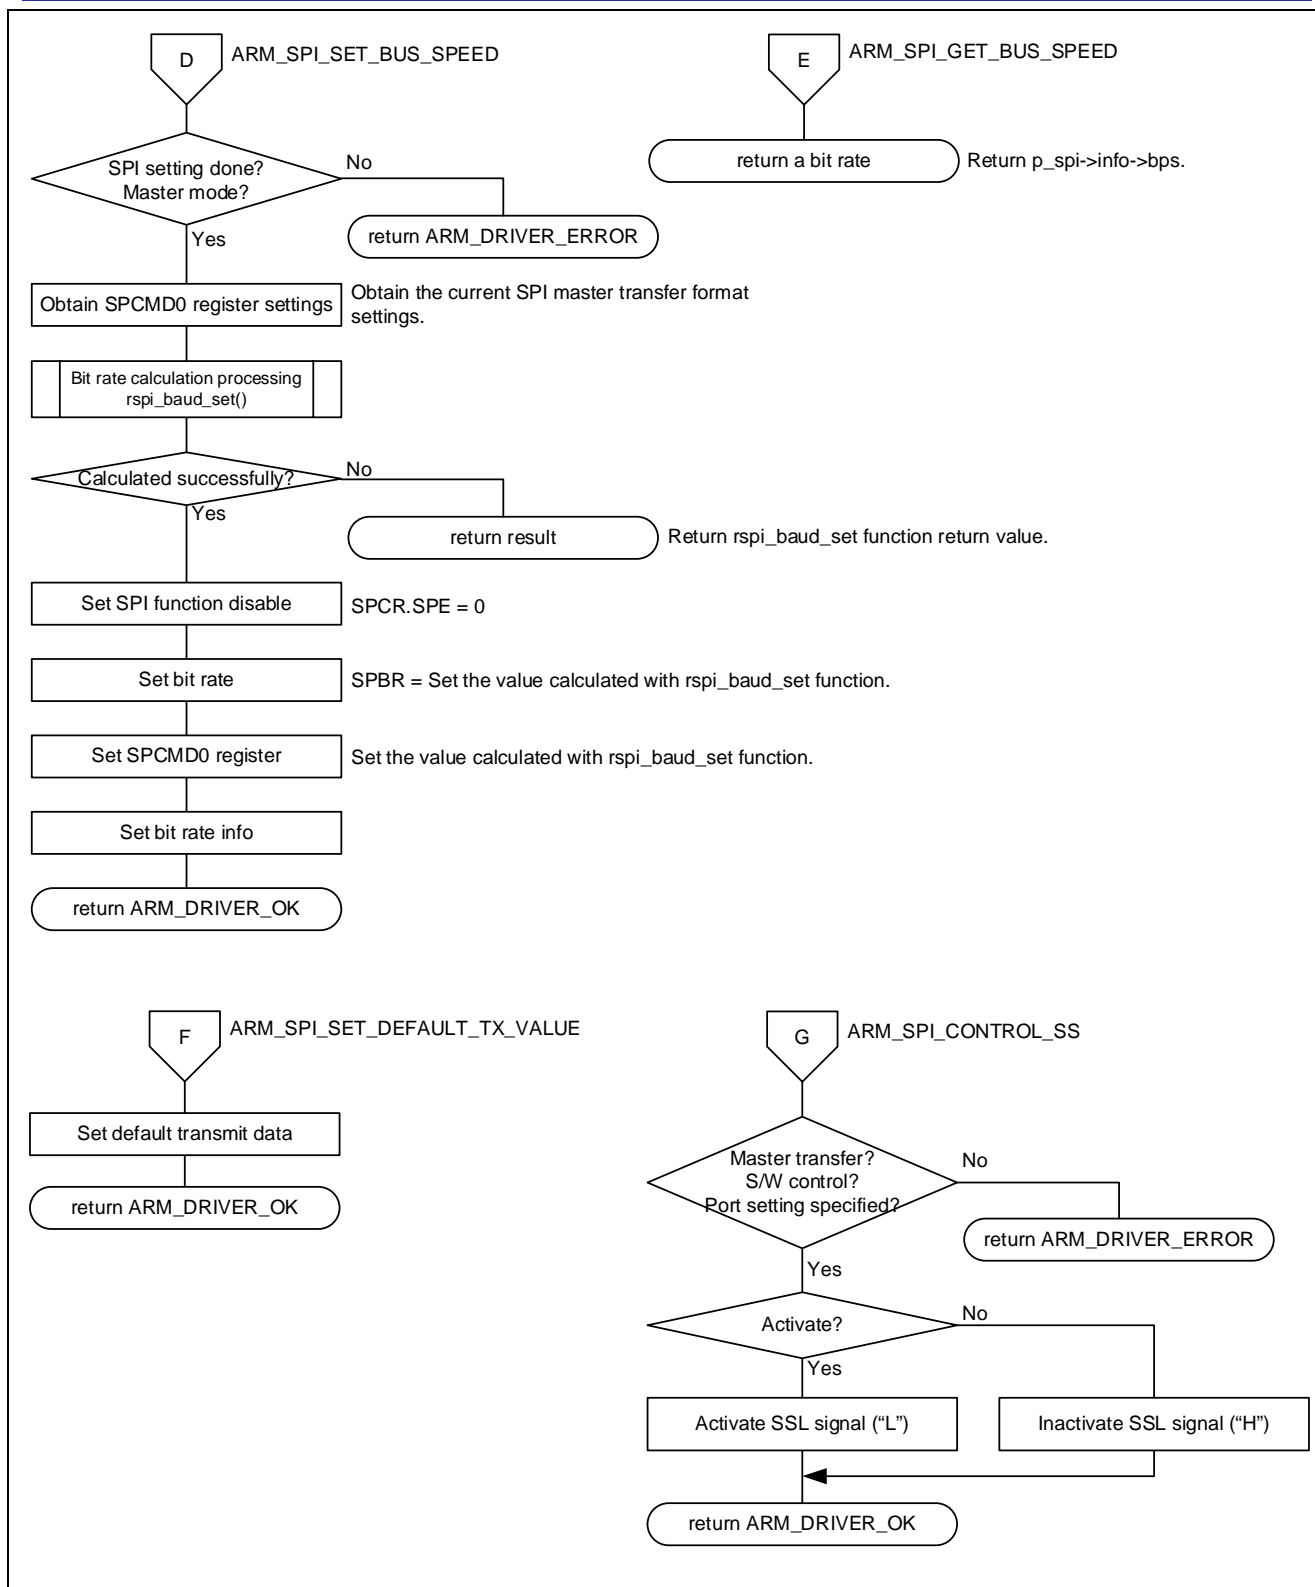 D
ARM_SPI_SET_BUS_SPEED
SPI setting done?
Master mode?
No
return ARM_DRIVER_ERROR
Yes
Obtain SPCMD0 register settings
Obtain the current SPI master transfer format
settings.
Bit rate calculation processing
rspi_baud_set()
Calculated successfully?
No
Yes
return result
Return rspi_baud_set function return value.
Set SPI function disable
SPCR.SPE = 0
Set bit rate
SPBR = Set the value calculated with rspi_baud_set function.
Set SPCMD0 register
Set the value calculated with rspi_baud_set function.
Set bit rate info
return ARM_DRIVER_OK
E
ARM_SPI_GET_BUS_SPEED
return a bit rate
Return p_spi->info->bps.
F
ARM_SPI_SET_DEFAULT_TX_VALUE
Set default transmit data
return ARM_DRIVER_OK
G
ARM_SPI_CONTROL_SS
Master transfer?
S/W control?
Port setting specified?
No
return ARM_DRIVER_ERROR
Yes
Activate?
No
Yes
Activate SSL signal (“L”)
Inactivate SSL signal (“H”)
return ARM_DRIVER_OK